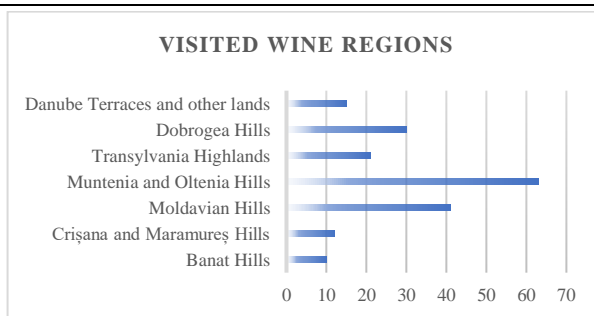 VISITED WINE REGIONS
Danube Terraces and other lands
Dobrogea Hills
Transylvania Highlands
Muntenia and Oltenia Hills
Moldavian Hills
Crișana and Maramureș Hills
Banat Hills
0 10 20 30 40 50 60 70